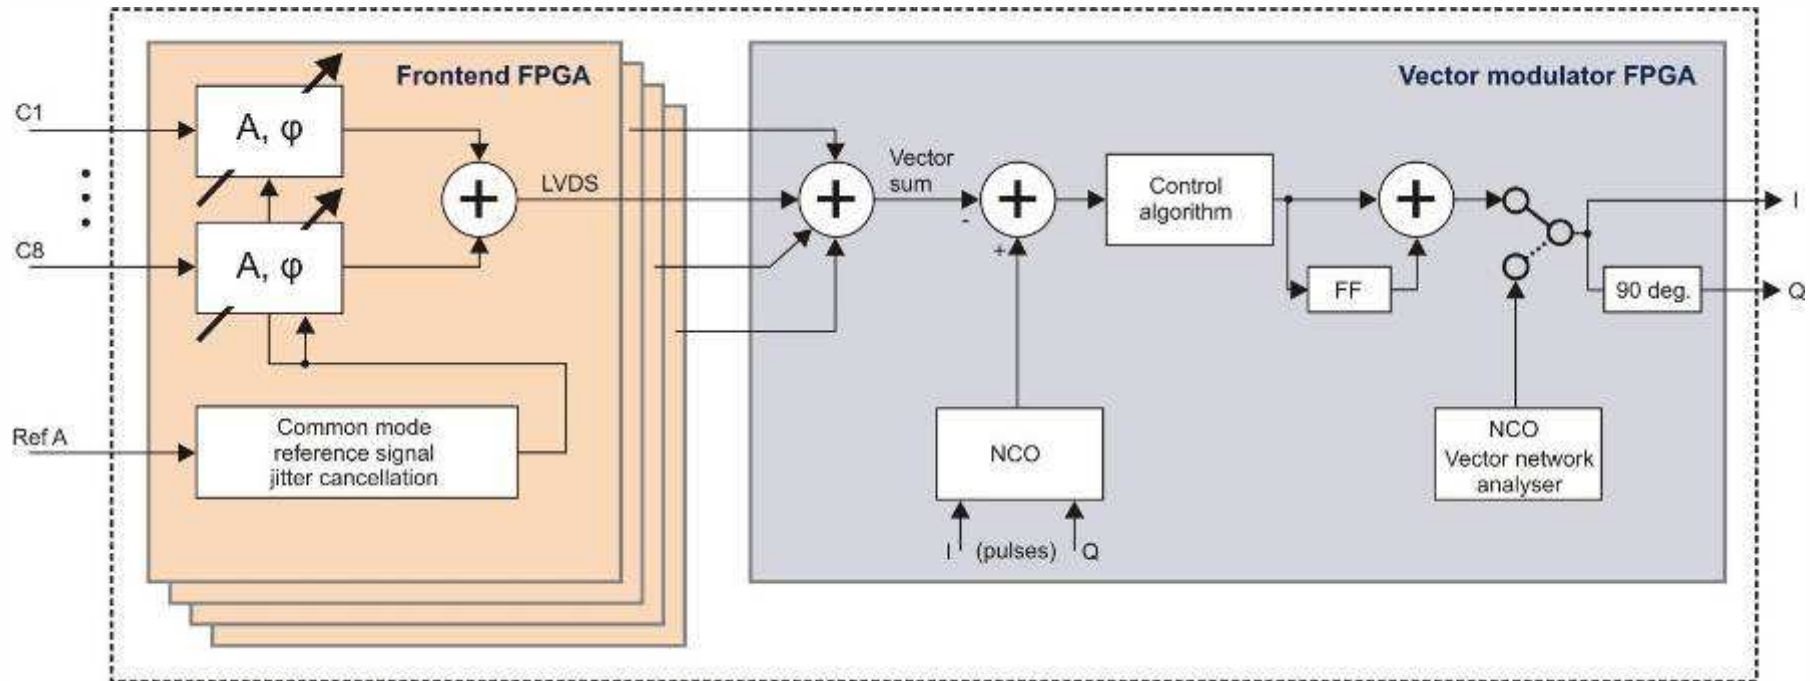 Frontend FPGA
Vector modulator FPGA
C1
A, φ
LVDS
Vector
sum
+
+
-
+
+
Control
algorithm
+
I
C8
A, φ
FF
90 deg.
Q
Ref A
Common mode
reference signal
jitter cancellation
NCO
NCO
Vector network
analyser
I (pulses) Q